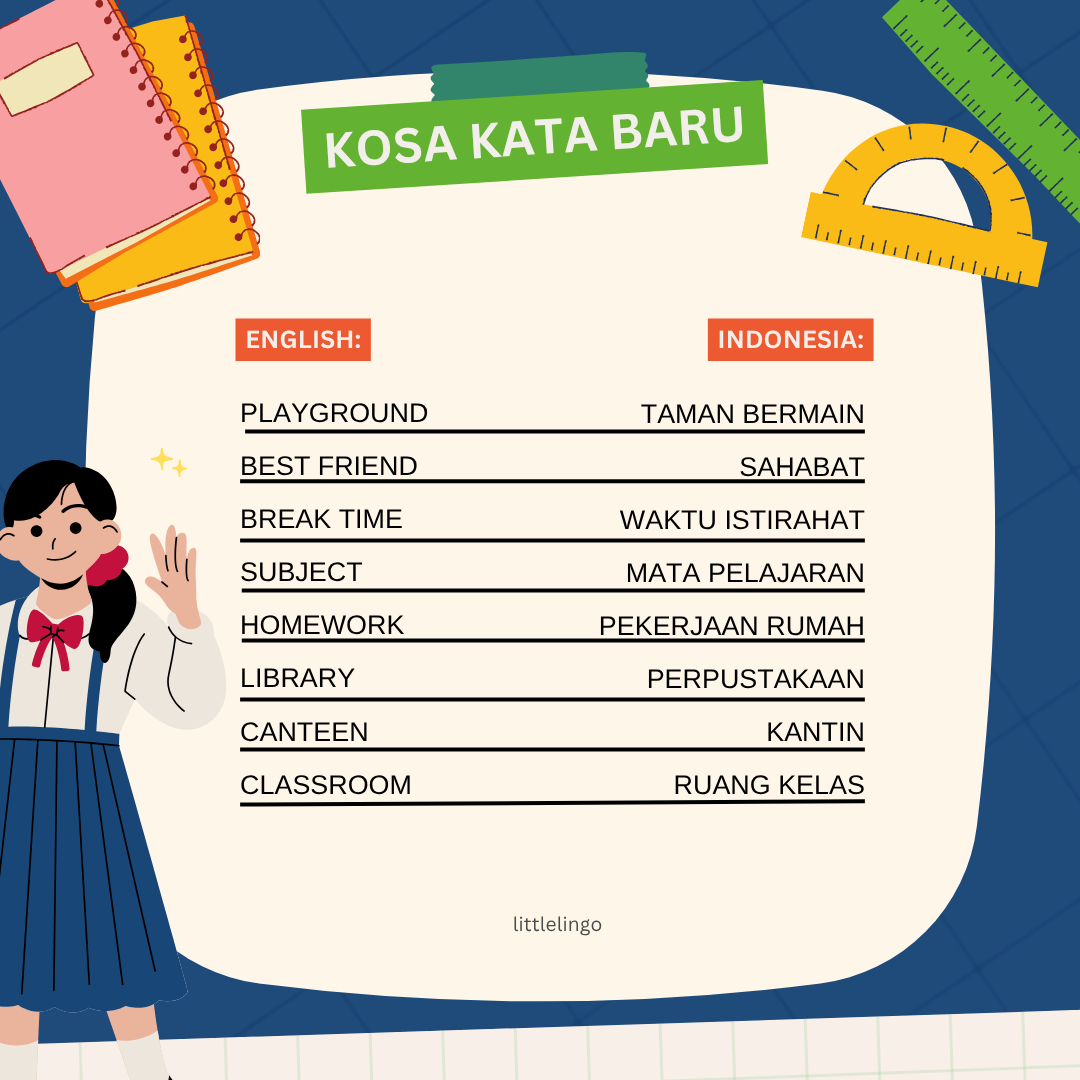 KOSA KATA BARU
ENGLISH: INDONESIA:
PLAYGROUND TAMAN BERMAIN
BEST FRIEND SAHABAT
BREAK TIME WAKTU ISTIRAHAT
SUBJECT MATA PELAJARAN
HOMEWORK PEKERJAAN RUMAH
LIBRARY PERPUSTAKAAN
CANTEEN KANTIN
CLASSROOM RUANG KELAS
littlelingo